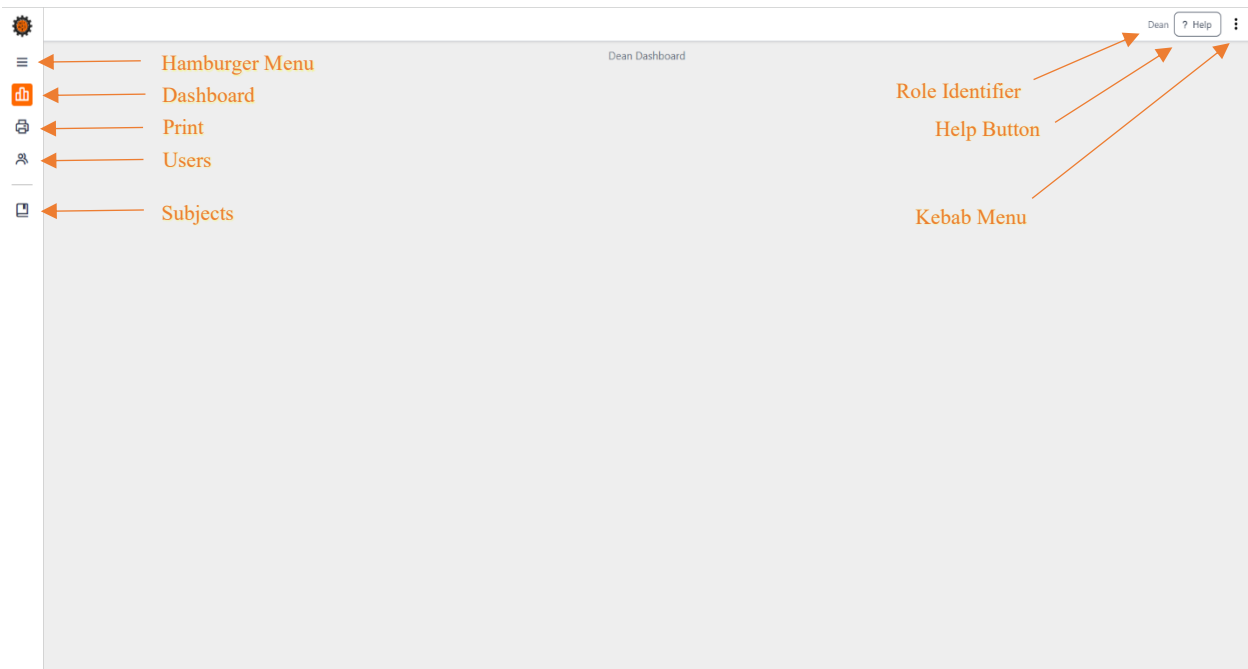 Dean ? Help
Dean Dashboard
Hamburger Menu
Dashboard
Print
Users
Subjects
Role Identifier
Help Button
Kebab Menu